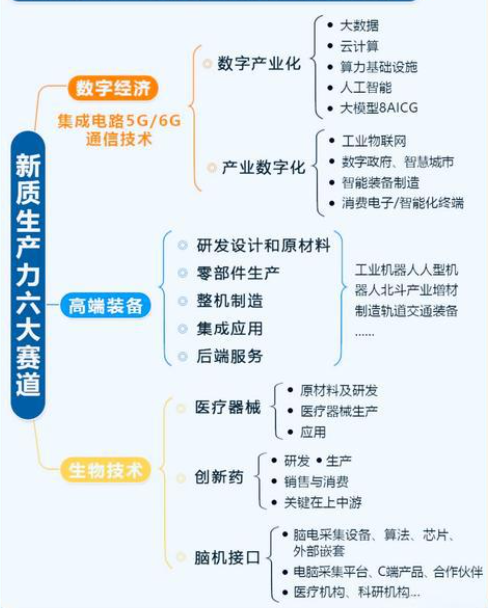 新质生产力六大赛道
数字经济
集成电路5G/6G
通信技术
数字产业化
大数据
云计算
算力基础设施
人工智能
大模型8AICG
产业数字化
工业物联网
数字政府、智慧城市
智能装备制造
消费电子/智能化终端
高端装备
研发设计和原材料
零部件生产
整机制造
集成应用
后端服务
工业机器人人型机
器人北斗产业增材
制造轨道交通装备
......
生物技术
医疗器械
原材料及研发
医疗器械生产
应用
创新药
研发 • 生产
销售与消费
关键在上中游
脑机接口
脑电采集设备、算法、芯片、
外部嵌套
电脑采集平台、C端产品、合作伙伴
医疗机构、科研机构...